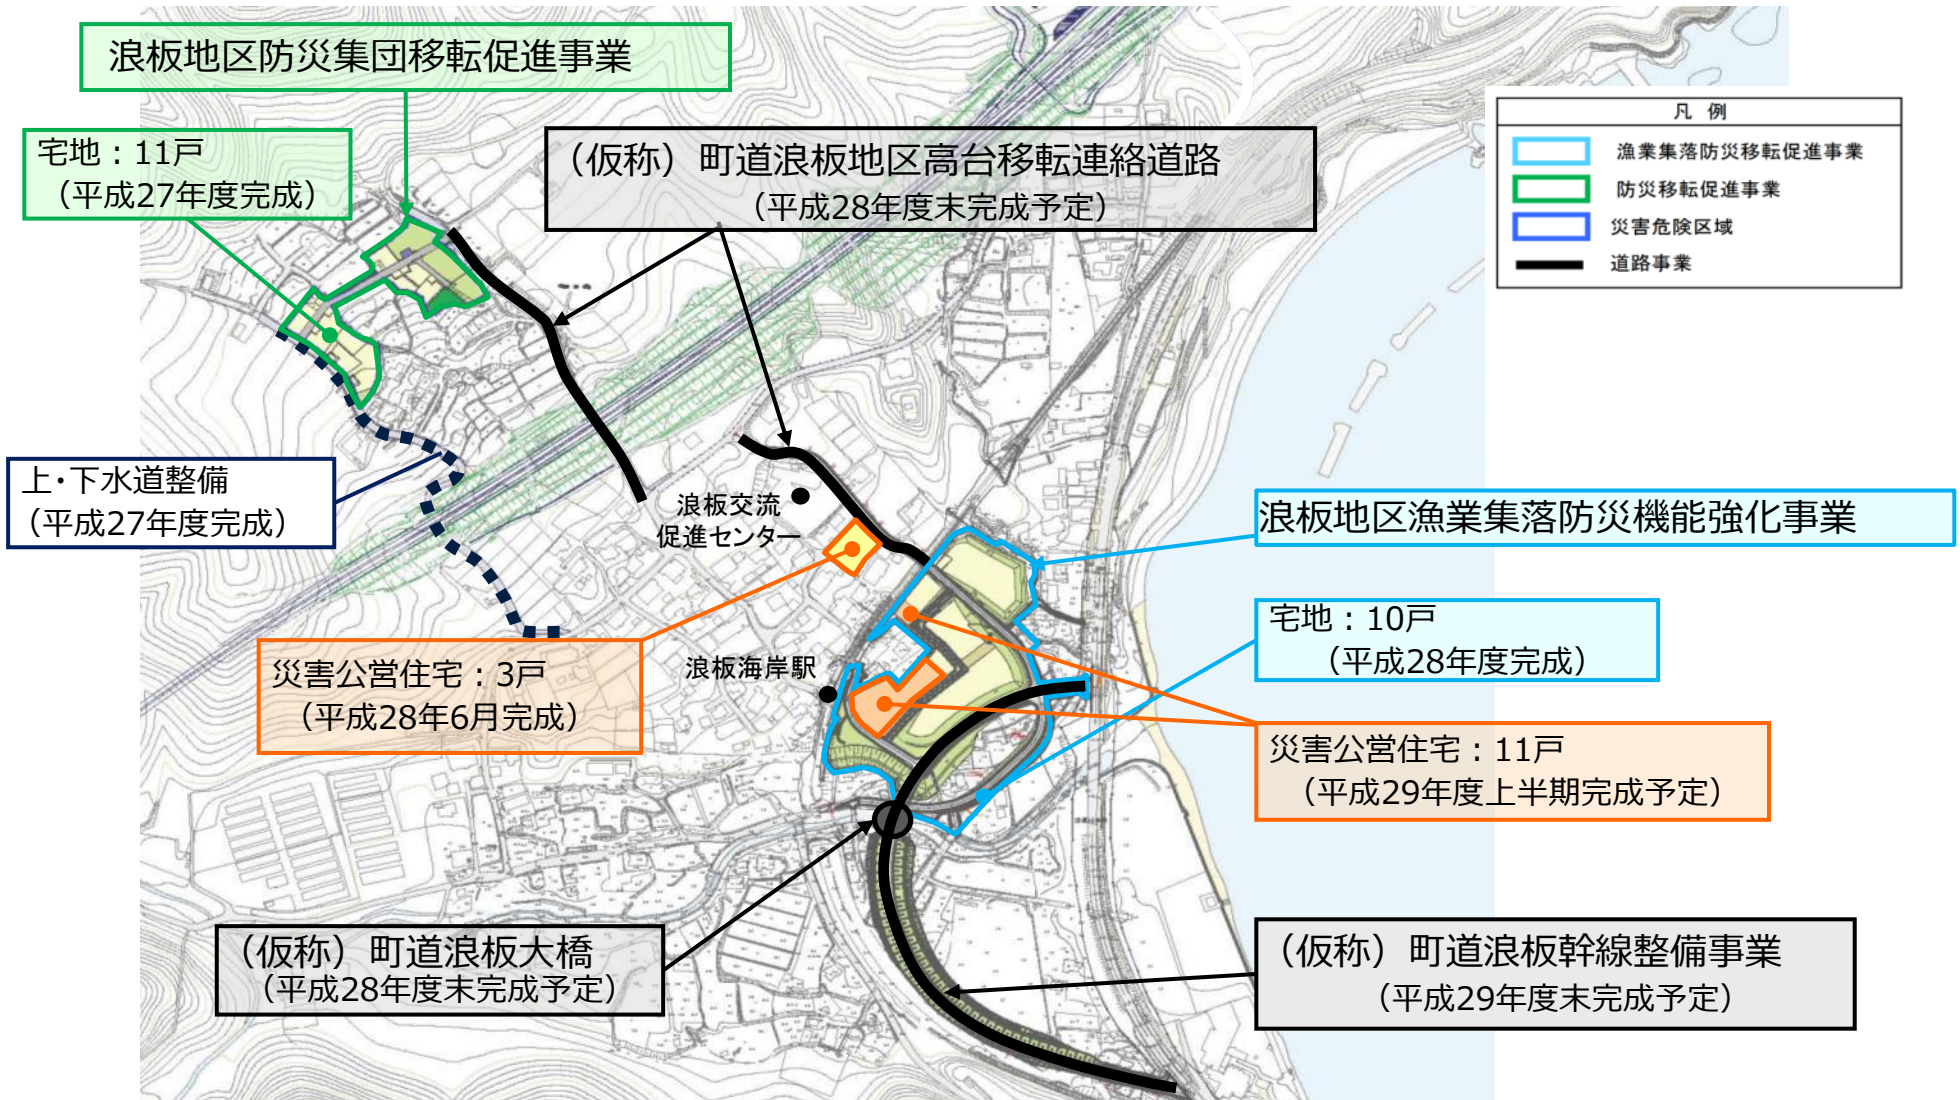 浪板地区防災集団移転促進事業
宅地：11戸
（平成27年度完成）
（仮称）町道浪板地区高台移転連絡道路
（平成28年度末完成予定）
凡 例
漁業集落防災移転促進事業
防災移転促進事業
災害危険区域
道路事業
上・下水道整備
（平成27年度完成）
浪板交流
促進センター
浪板地区漁業集落防災機能強化事業
宅地：10戸
（平成28年度完成）
災害公営住宅：3戸
（平成28年6月完成）
浪板海岸駅
災害公営住宅：11戸
（平成29年度上半期完成予定）
（仮称）町道浪板大橋
（平成28年度末完成予定）
（仮称）町道浪板幹線整備事業
（平成29年度末完成予定）